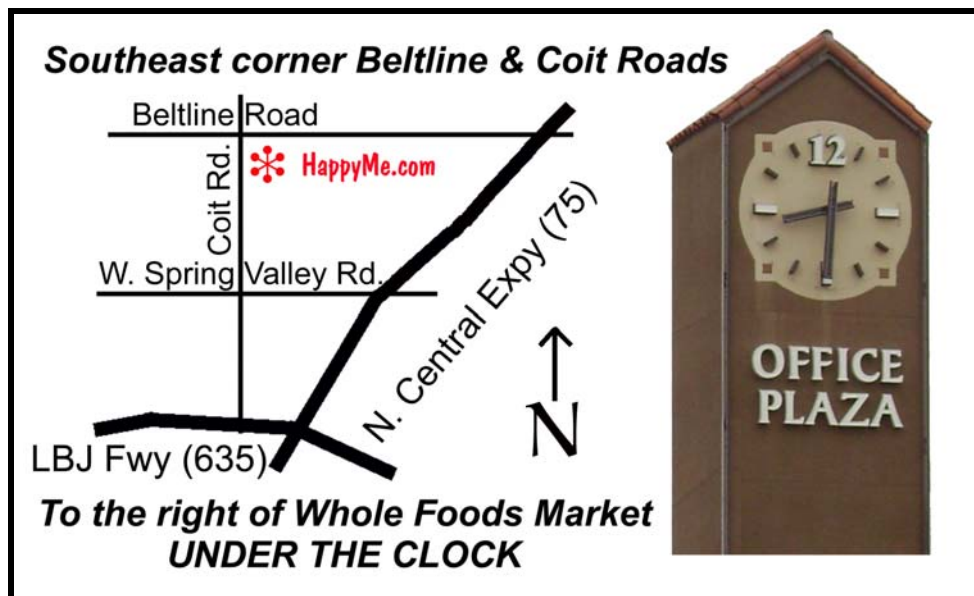 Southeast corner Beltline & Coit Roads
Beltline Road
Coit Rd.
HappyMe.com
W. Spring Valley Rd.
N. Central Expy (75)
N
LBJ Fwy (635)
To the right of Whole Foods Market
UNDER THE CLOCK
12
OFFICE
PLAZA